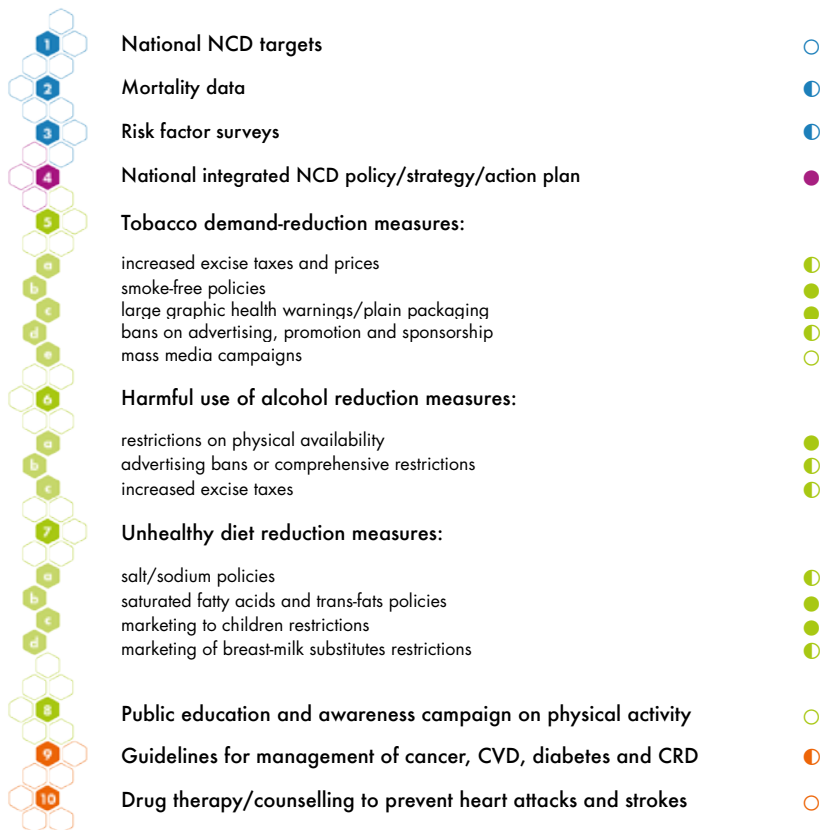 1 National NCD targets
2 Mortality data
3 Risk factor surveys
4 National integrated NCD policy/strategy/action plan
5 Tobacco demand-reduction measures:
a increased excise taxes and prices
b smoke-free policies
c large graphic health warnings/plain packaging
d bans on advertising, promotion and sponsorship
e mass media campaigns
6 Harmful use of alcohol reduction measures:
a restrictions on physical availability
b advertising bans or comprehensive restrictions
c increased excise taxes
7 Unhealthy diet reduction measures:
a salt/sodium policies
b saturated fatty acids and trans-fats policies
c marketing to children restrictions
d marketing of breast-milk substitutes restrictions
8 Public education and awareness campaign on physical activity
9 Guidelines for management of cancer, CVD, diabetes and CRD
10 Drug therapy/counselling to prevent heart attacks and strokes